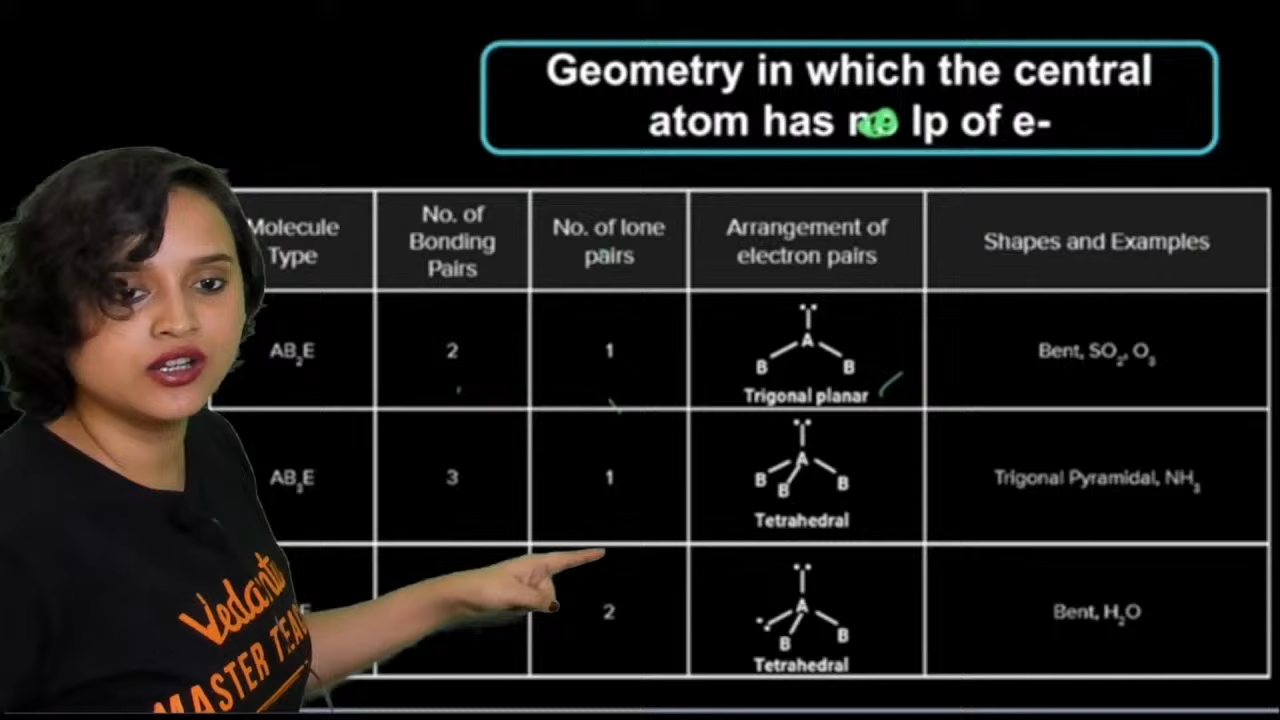 Geometry in which the central
atom has no lp of e-
Molecule
Type
No. of
Bonding
Pairs
No. of lone
pairs
Arrangement of
electron pairs
Shapes and Examples
AB₂E
2
1
A
B B
Trigonal planar
Bent, SO₂, O₃
AB₃E
3
1
A
B B B
Tetrahedral
Trigonal Pyramidal, NH₃
2
A
B B
Tetrahedral
Bent, H₂O
Vedantu
MASTER